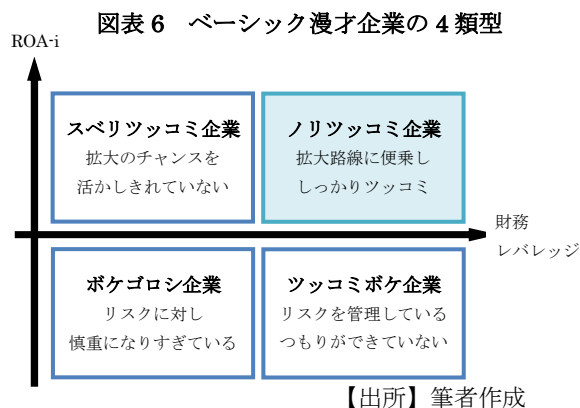 図表 6　ベーシック漫才企業の 4 類型
ROA-i
スベリツッコミ企業
拡大のチャンスを
活かしきれていない
ノリツッコミ企業
拡大路線に便乗し
しっかりツッコミ
財務
レバレッジ
ボケゴロシ企業
リスクに対し
慎重になりすぎている
ツッコミボケ企業
リスクを管理している
つもりができていない
【出所】筆者作成